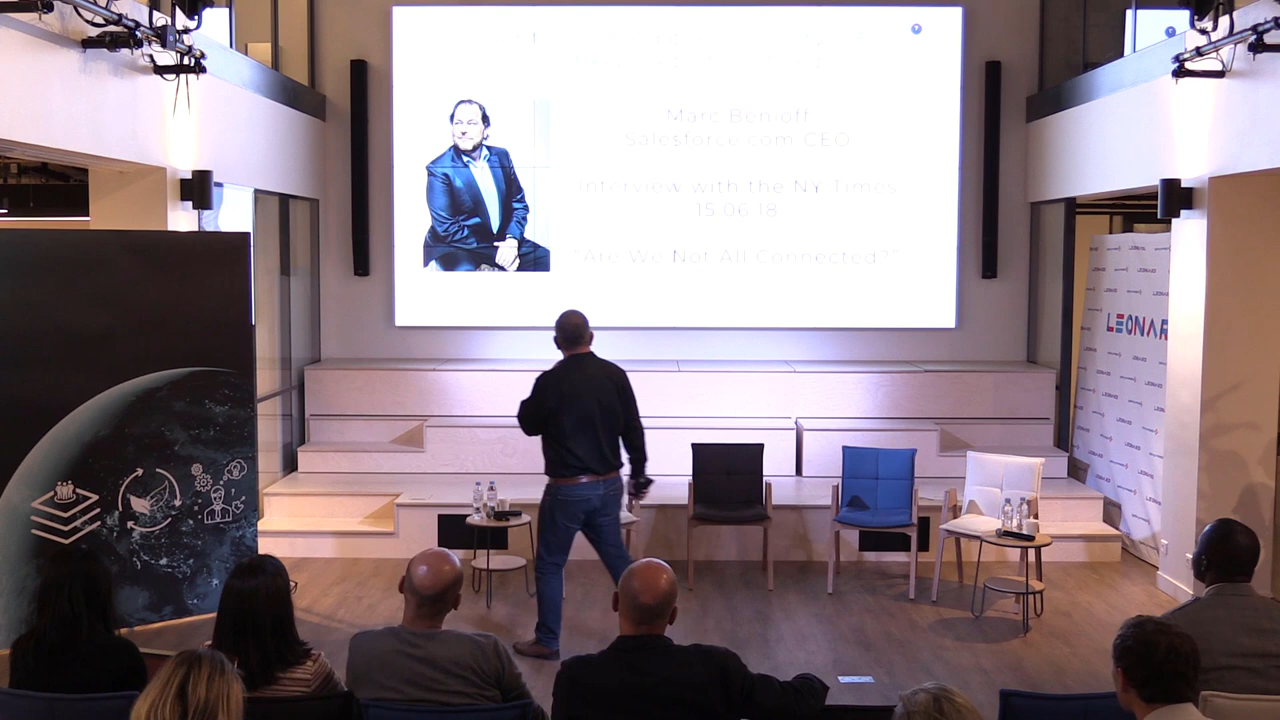 Marc Benioff
Salesforce.com CEO
Interview with the NY Times
15.06.18
"Are We Not All Connected?"
LEONAR
LEONARD